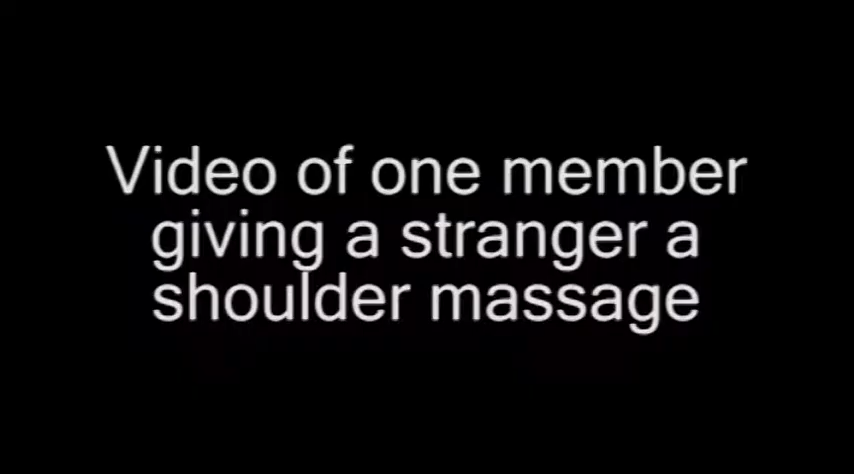 Video of one member
giving a stranger a
shoulder massage